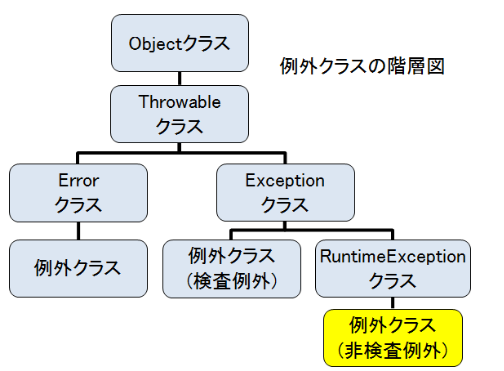 Objectクラス
例外クラスの階層図
Throwable
クラス
Error
クラス
Exception
クラス
例外クラス
例外クラス
（検査例外）
RuntimeException
クラス
例外クラス
（非検査例外）